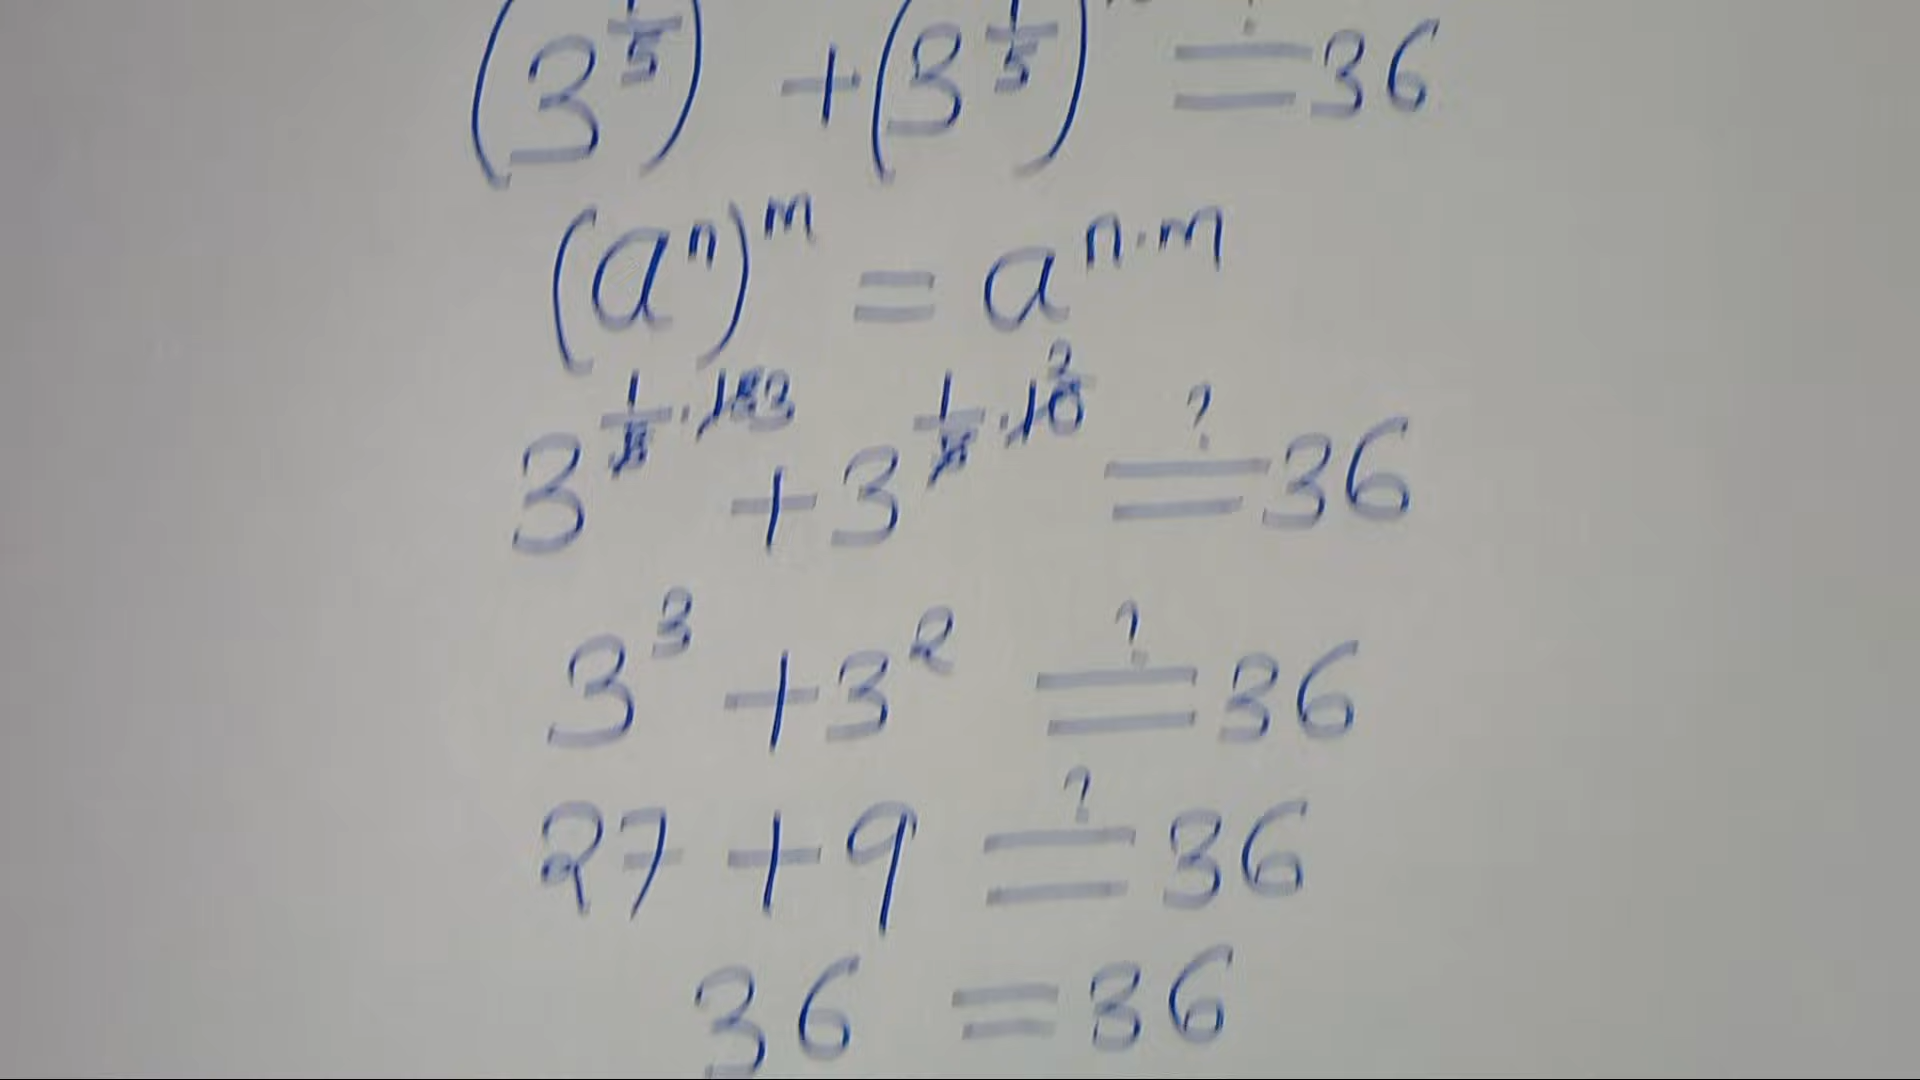 (3^(1/5)) + (3^(1/5)) =? 36
(a^n)^m = a^(n·m)
3^(1/5 · 15 3) + 3^(1/5 · 10 2) =? 36
3^3 + 3^2 =? 36
27 + 9 =? 36
36 = 36